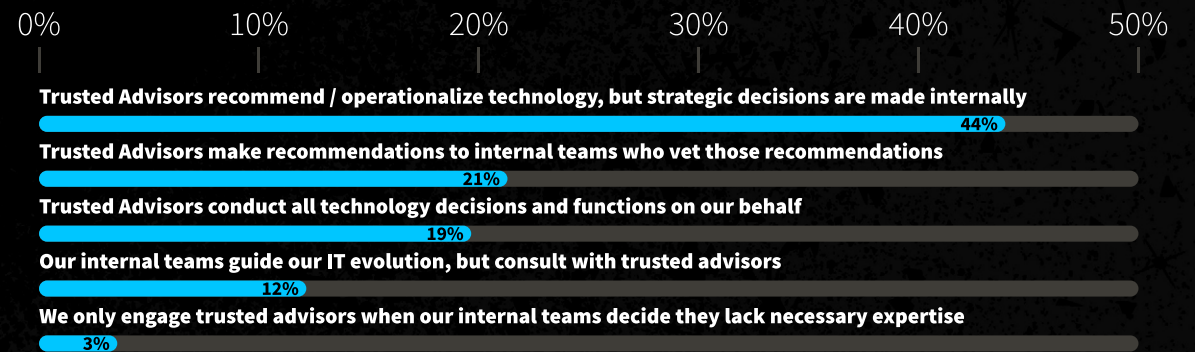 0% 10% 20% 30% 40% 50%
Trusted Advisors recommend / operationalize technology, but strategic decisions are made internally
44%
Trusted Advisors make recommendations to internal teams who vet those recommendations
21%
Trusted Advisors conduct all technology decisions and functions on our behalf
19%
Our internal teams guide our IT evolution, but consult with trusted advisors
12%
We only engage trusted advisors when our internal teams decide they lack necessary expertise
3%